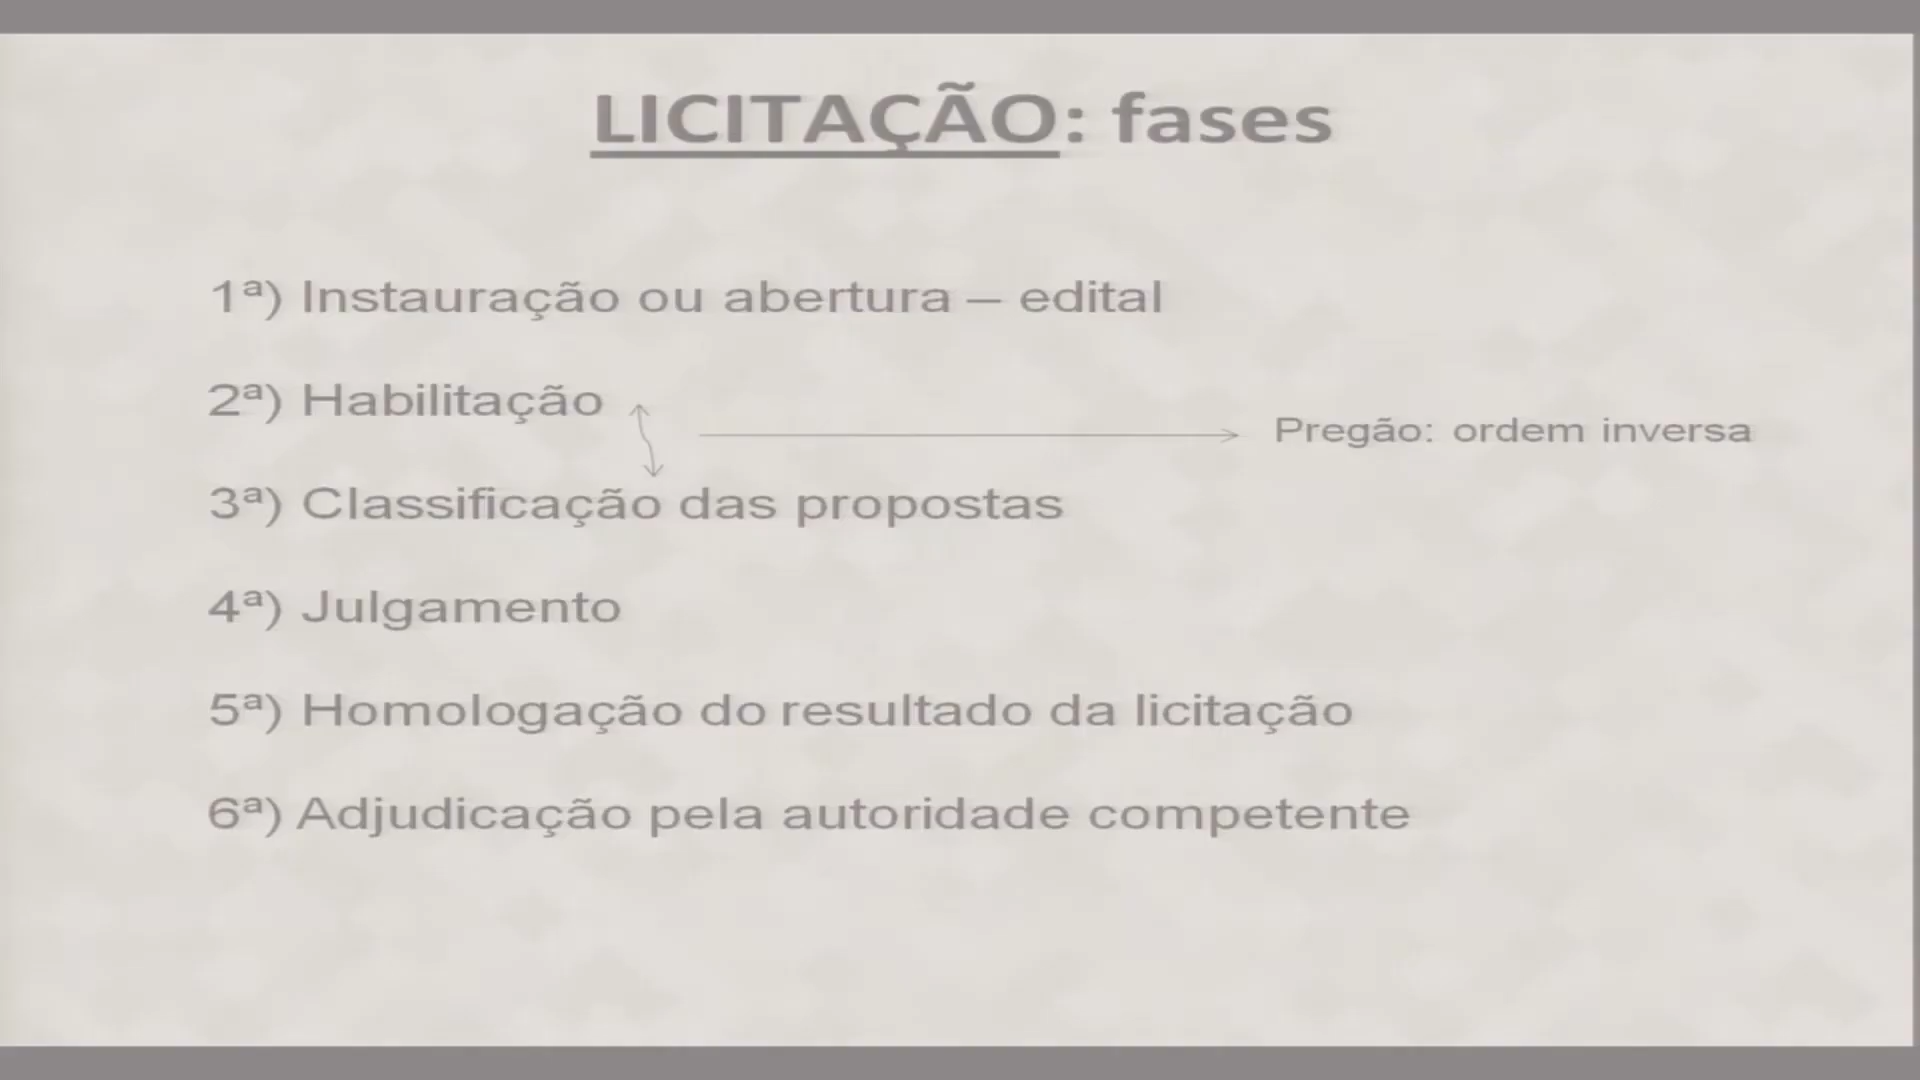 LICITAÇÃO: fases
1ª) Instauração ou abertura – edital
2ª) Habilitação
Pregão: ordem inversa
3ª) Classificação das propostas
4ª) Julgamento
5ª) Homologação do resultado da licitação
6ª) Adjudicação pela autoridade competente